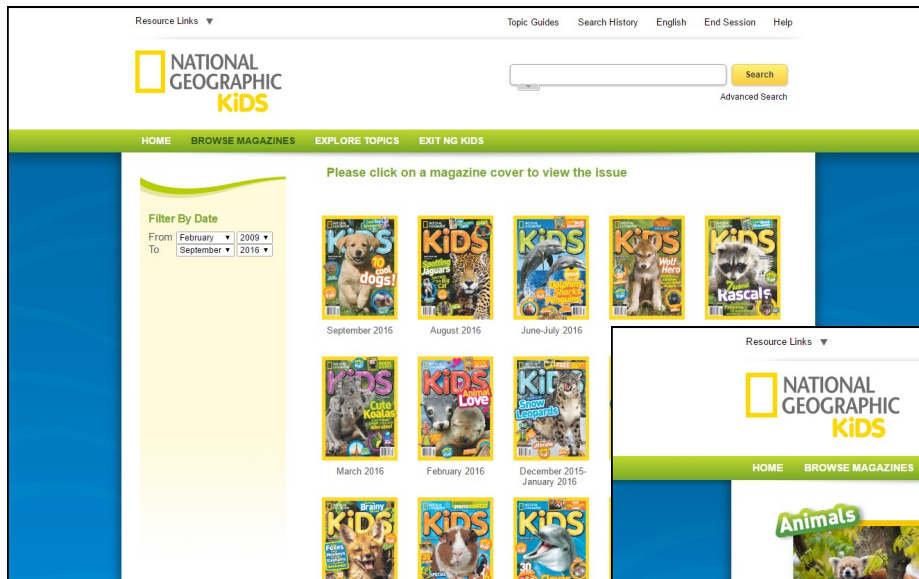 Resource Links ▼
Topic Guides Search History English End Session Help
NATIONAL
GEOGRAPHIC
KiDS
Search
Advanced Search
HOME BROWSE MAGAZINES EXPLORE TOPICS EXIT NG KIDS
Please click on a magazine cover to view the issue
Filter By Date
From February 2009
To September 2016
KiDS
10
cool
dogs!
KiDS
Spotting
Jaguars
KiDS
Dolphins,
Sharks,
Penguins,
KiDS
Wolf
Hero
KiDS
Rascals
September 2016
August 2016
June-July 2016
KiDS
Cute
Koalas
KiDS
Animal
Love
KiDS
Snow
Leopards
March 2016
February 2016
December 2015-
January 2016
Brainy
KiDS
Foxes
KiDS
KiDS
30
Resource Links ▼
NATIONAL
GEOGRAPHIC
KiDS
HOME BROWSE MAGAZINES
Animals